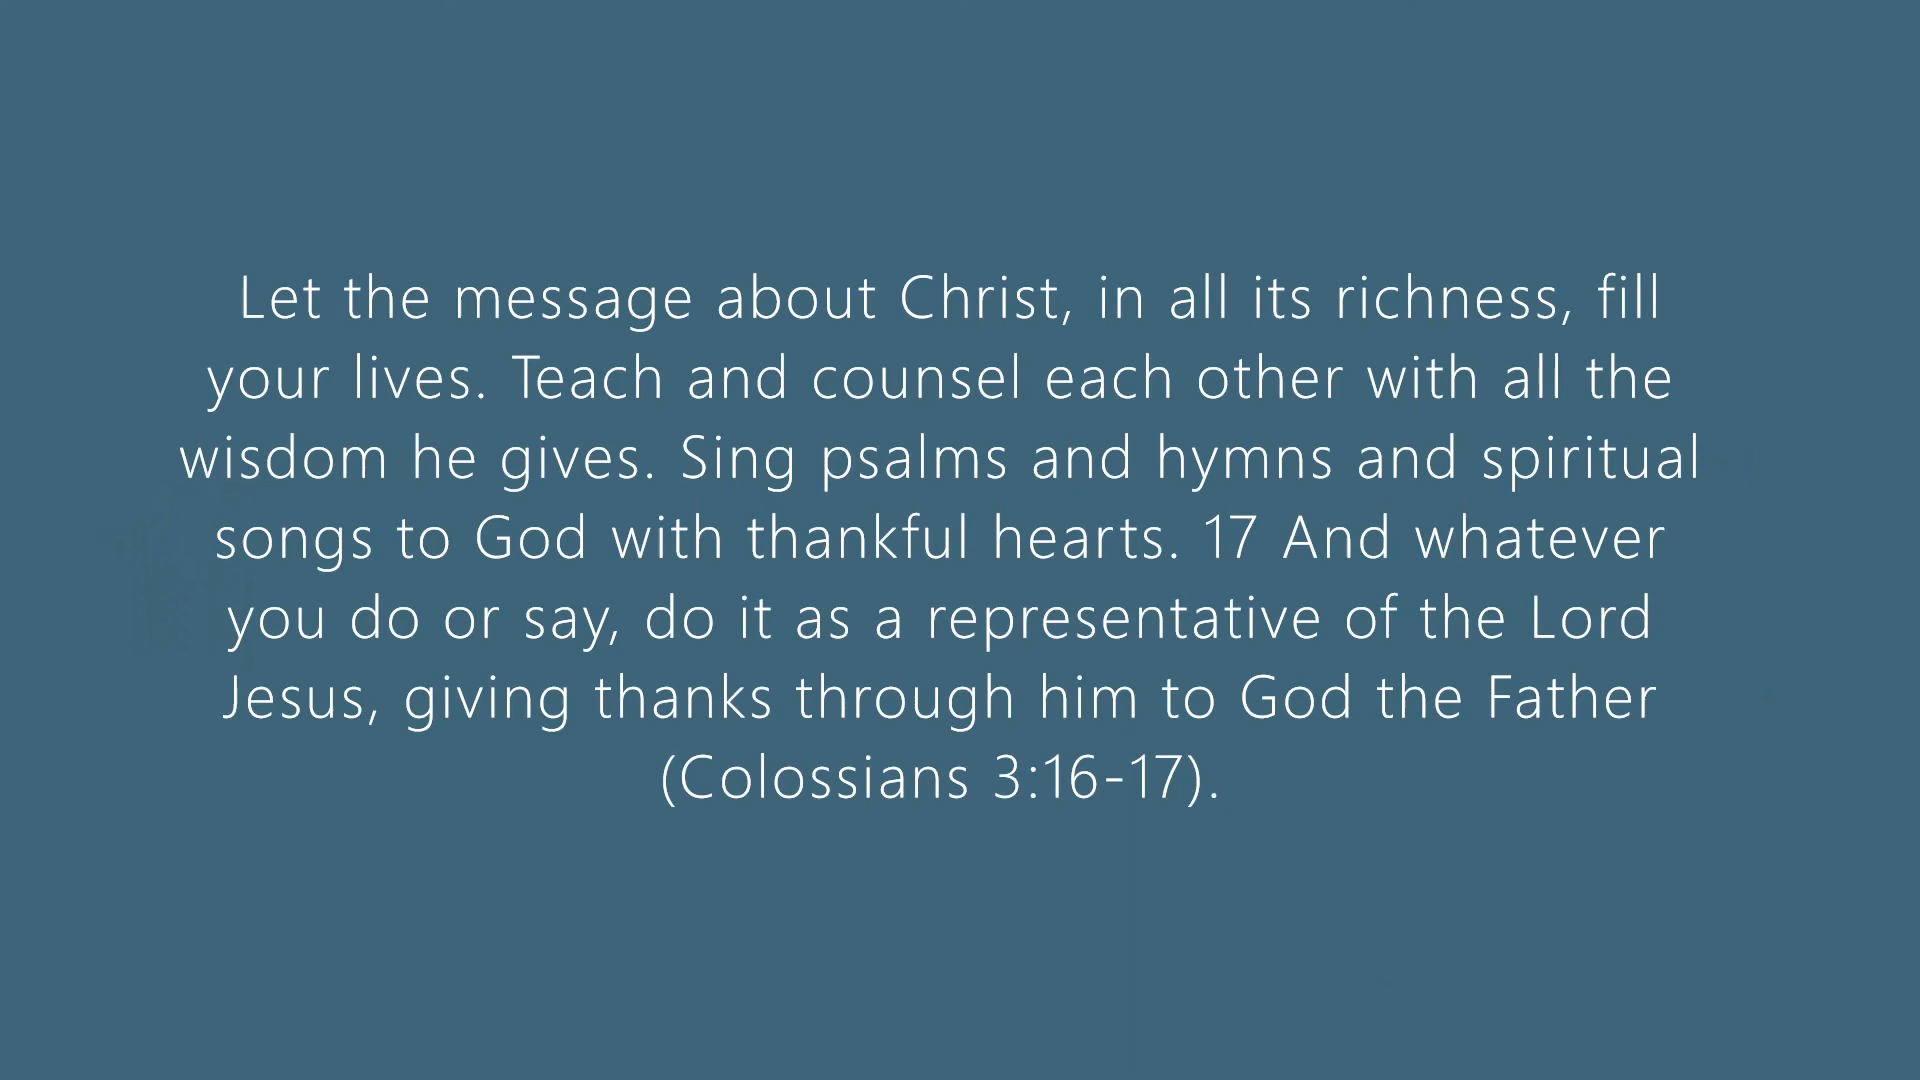 Let the message about Christ, in all its richness, fill
your lives. Teach and counsel each other with all the
wisdom he gives. Sing psalms and hymns and spiritual
songs to God with thankful hearts. 17 And whatever
you do or say, do it as a representative of the Lord
Jesus, giving thanks through him to God the Father
(Colossians 3:16-17).